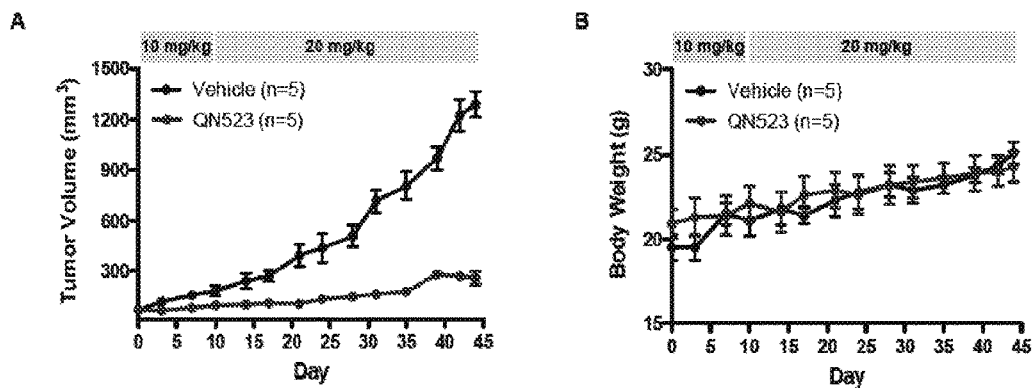 A
10 mg/kg 20 mg/kg
Tumor Volume (mm³)
1500
1200
900
600
300
Vehicle (n=5)
QN523 (n=5)
0 5 10 15 20 25 30 35 40 45
Day
B
10 mg/kg 20 mg/kg
Body Weight (g)
30
25
20
15
Vehicle (n=5)
QN523 (n=5)
0 5 10 15 20 25 30 35 40 45
Day